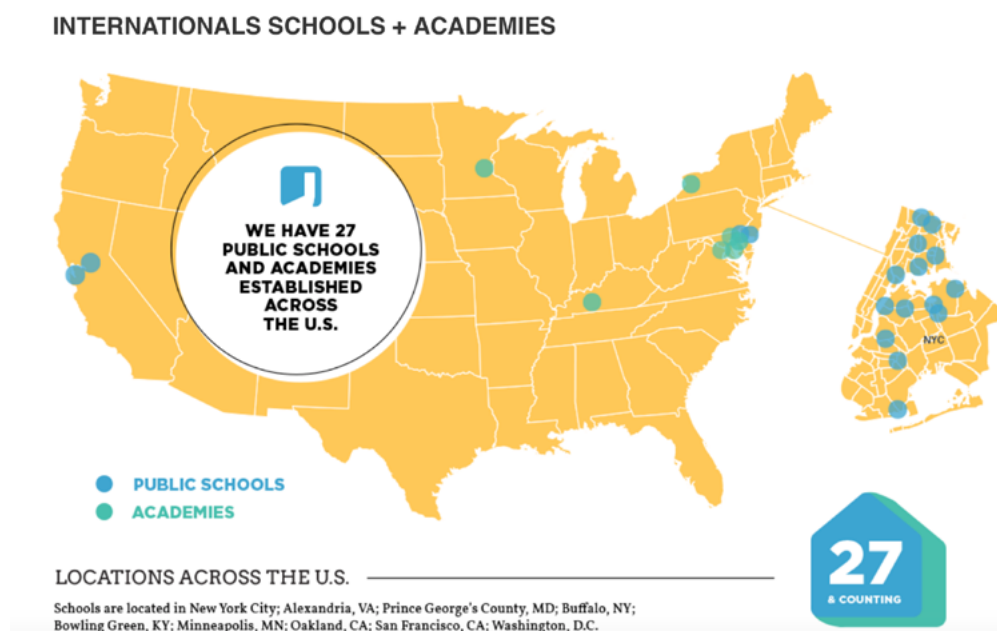 INTERNATIONALS SCHOOLS + ACADEMIES
WE HAVE 27
PUBLIC SCHOOLS
AND ACADEMIES
ESTABLISHED
ACROSS
THE U.S.
NYC
PUBLIC SCHOOLS
ACADEMIES
27
& COUNTING
LOCATIONS ACROSS THE U.S.
Schools are located in New York City; Alexandria, VA; Prince George's County, MD; Buffalo, NY;
Bowling Green, KY; Minneapolis, MN; Oakland, CA; San Francisco, CA; Washington, D.C.